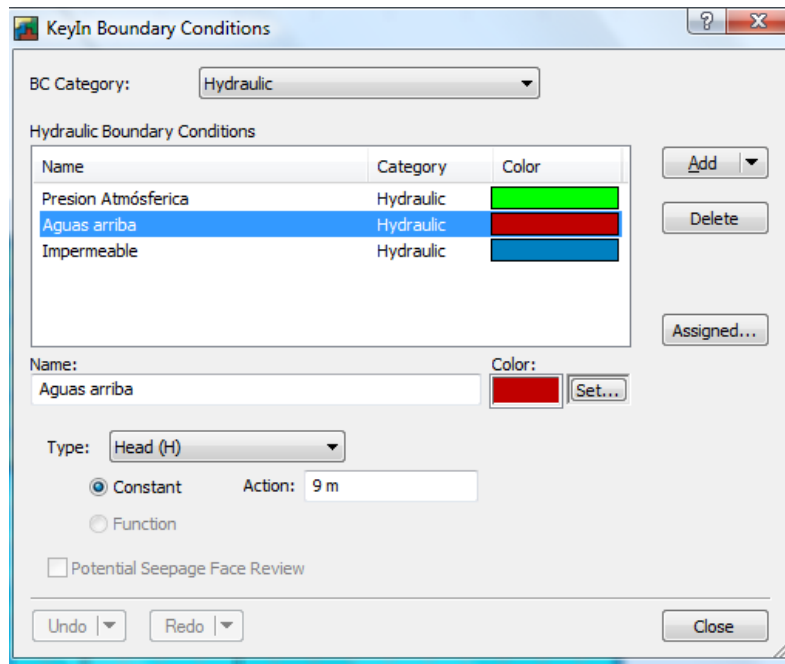 KeyIn Boundary Conditions
?
X
BC Category: Hydraulic
Hydraulic Boundary Conditions
Name Category Color
Presion Atmósferica Hydraulic
Aguas arriba Hydraulic
Impermeable Hydraulic
Add
Delete
Assigned...
Name: Color:
Aguas arriba Set...
Type: Head (H)
Constant Action: 9 m
Function
Potential Seepage Face Review
Undo Redo Close